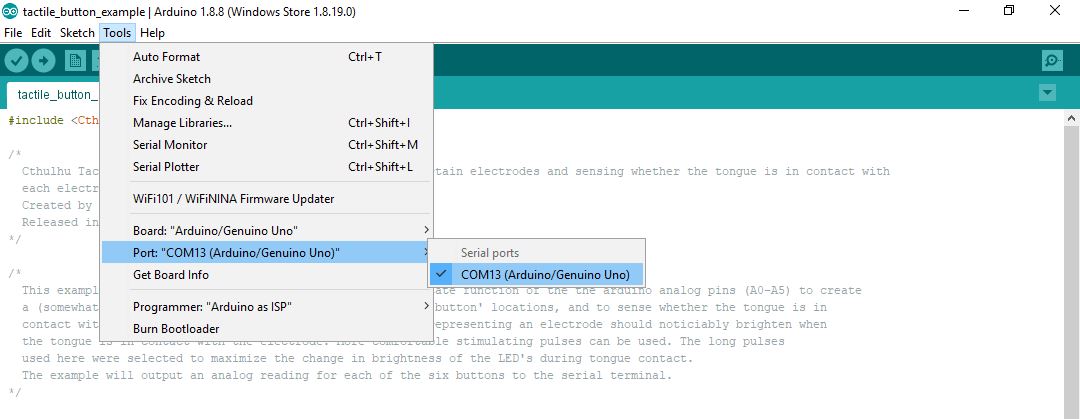 tactile_button_example | Arduino 1.8.8 (Windows Store 1.8.19.0)
File Edit Sketch Tools Help
Auto Format Ctrl+T
Archive Sketch
Fix Encoding & Reload
Manage Libraries... Ctrl+Shift+I
Serial Monitor Ctrl+Shift+M
Serial Plotter Ctrl+Shift+L
WiFi101 / WiFiNINA Firmware Updater
Board: "Arduino/Genuino Uno"
Port: "COM13 (Arduino/Genuino Uno)"
Get Board Info
Programmer: "Arduino as ISP"
Burn Bootloader
Serial ports
COM13 (Arduino/Genuino Uno)
tactile_button_
#include <Cth
/*
Cthulhu Tac tain electrodes and sensing whether the tongue is in contact with
each electr
Created by
Released in
*/
/*
This examp ate function of the the arduino analog pins (A0-A5) to create
a (somewhat button' locations, and to sense whether the tongue is in
contact wit epresenting an electrode should noticiably brighten when
the tongue is in contact with the electrode. More comfortable stimulating pulses can be used. The long pulses
used here were selected to maximize the change in brightness of the LED's during tongue contact.
The example will output an analog reading for each of the six buttons to the serial terminal.
*/